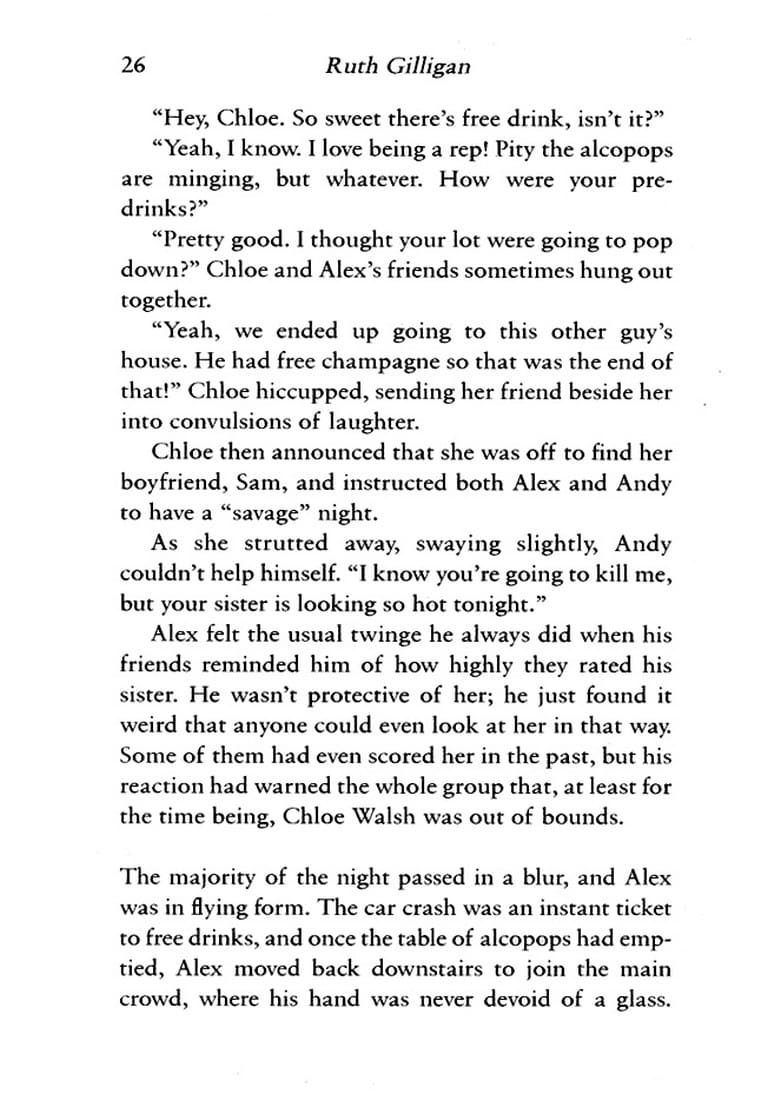 26 Ruth Gilligan
“Hey, Chloe. So sweet there’s free drink, isn’t it?”
“Yeah, I know. I love being a rep! Pity the alcopops
are minging, but whatever. How were your pre-
drinks?”
“Pretty good. I thought your lot were going to pop
down?” Chloe and Alex’s friends sometimes hung out
together.
“Yeah, we ended up going to this other guy’s
house. He had free champagne so that was the end of
that!” Chloe hiccupped, sending her friend beside her
into convulsions of laughter.
Chloe then announced that she was off to find her
boyfriend, Sam, and instructed both Alex and Andy
to have a “savage” night.
As she strutted away, swaying slightly, Andy
couldn’t help himself. “I know you’re going to kill me,
but your sister is looking so hot tonight.”
Alex felt the usual twinge he always did when his
friends reminded him of how highly they rated his
sister. He wasn’t protective of her; he just found it
weird that anyone could even look at her in that way.
Some of them had even scored her in the past, but his
reaction had warned the whole group that, at least for
the time being, Chloe Walsh was out of bounds.
The majority of the night passed in a blur, and Alex
was in flying form. The car crash was an instant ticket
to free drinks, and once the table of alcopops had emp-
tied, Alex moved back downstairs to join the main
crowd, where his hand was never devoid of a glass.